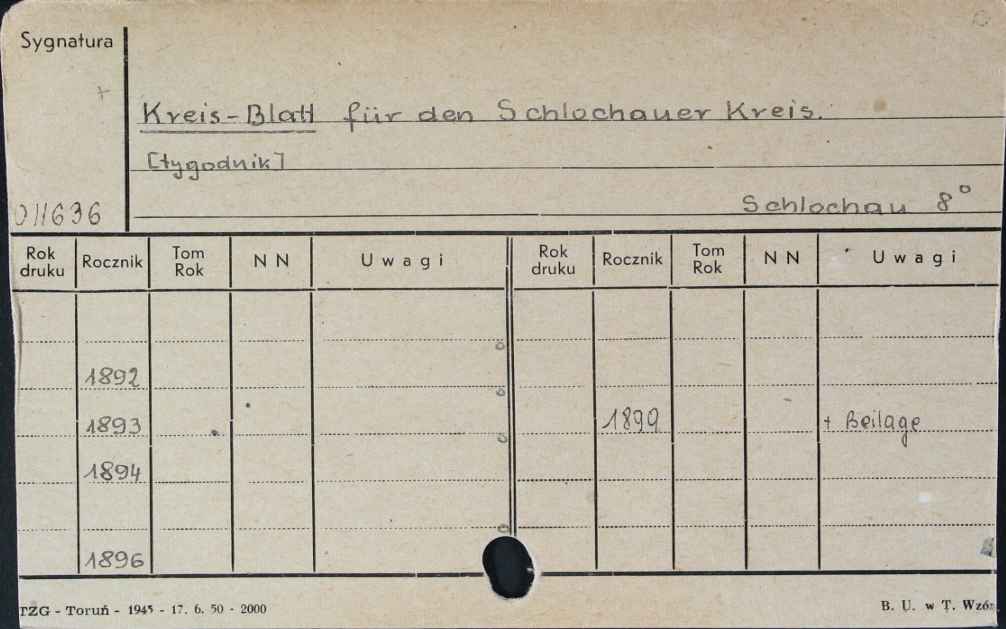 Sygnatura
+
Kreis-Blatt für den Schlochauer Kreis.
[tygodnik]
011636
Schlochau 8°
Rok druku Rocznik Tom Rok NN Uwagi Rok druku Rocznik Tom Rok NN Uwagi
1892
1893 1899 + Beilage
1894
1896
TZG - Toruń - 1945 - 17. 6. 50 - 2000 B. U. w T. Wzór